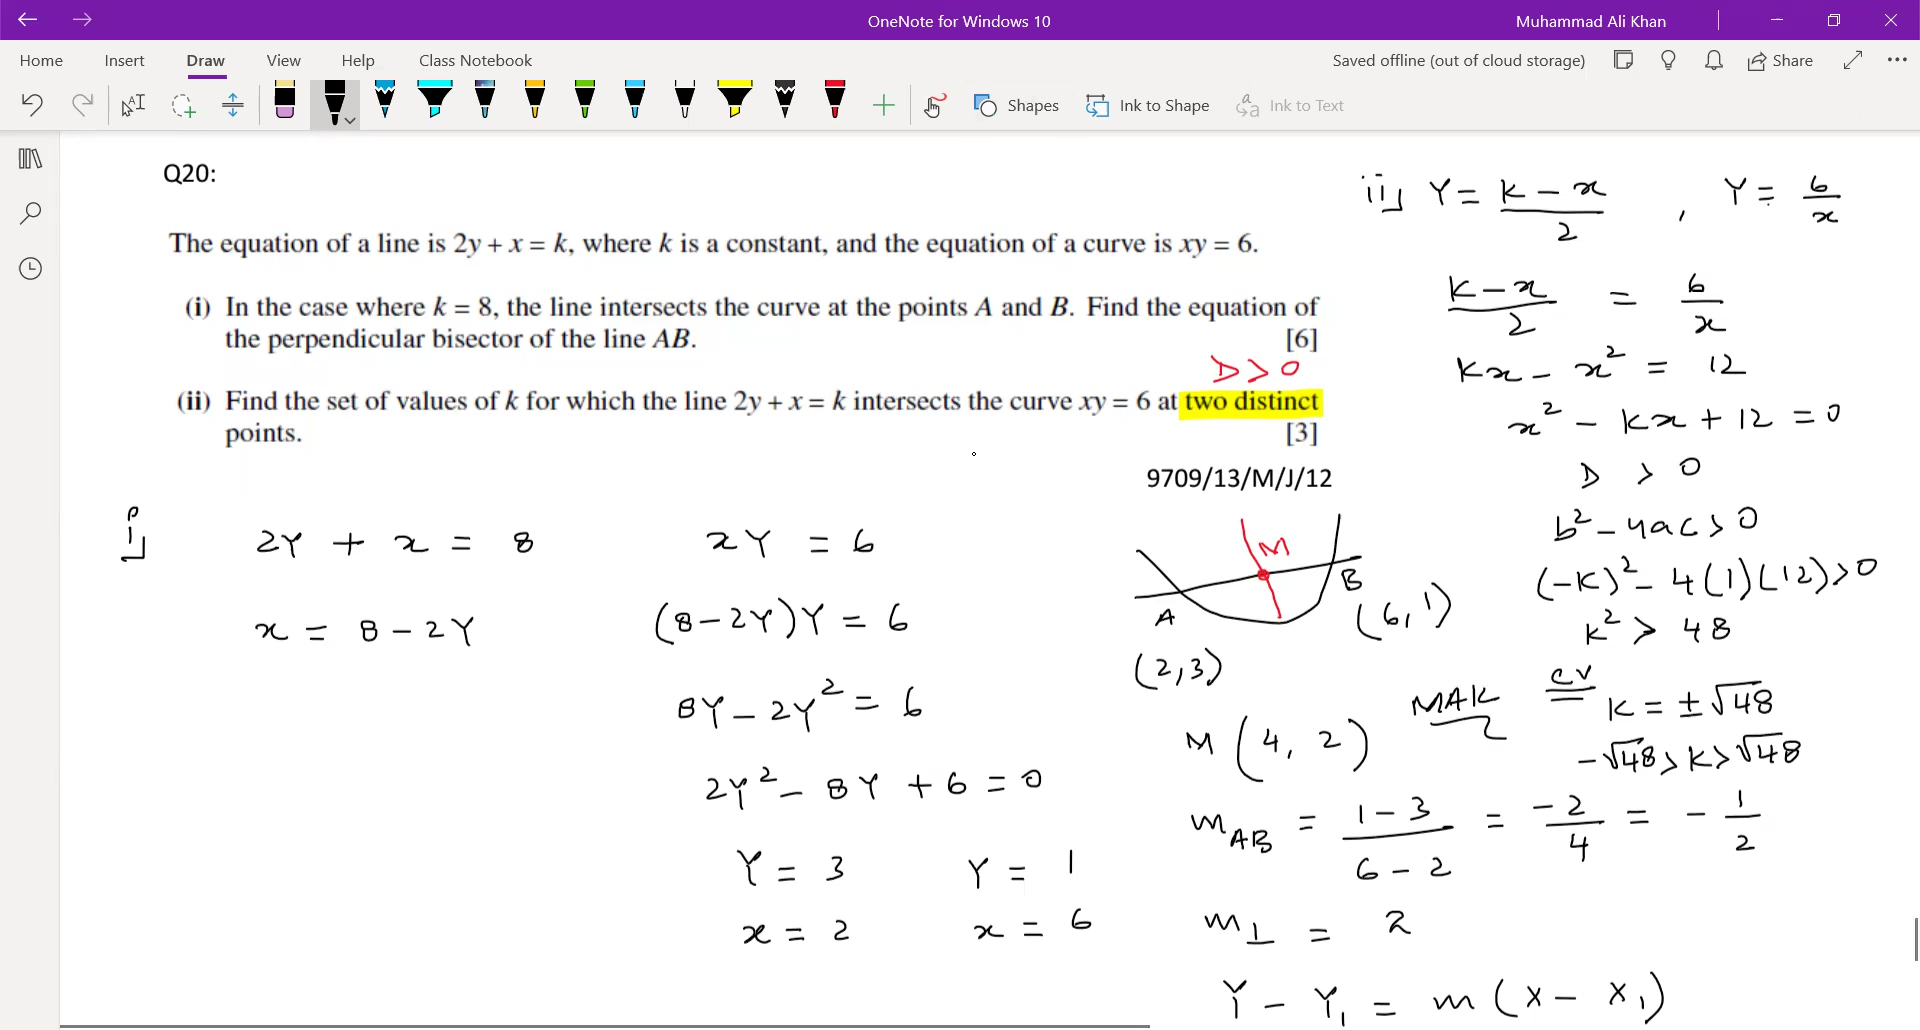 OneNote for Windows 10
Muhammad Ali Khan
Home Insert Draw View Help Class Notebook
Saved offline (out of cloud storage) Share
Shapes Ink to Shape Ink to Text
Q20:
The equation of a line is 2y + x = k, where k is a constant, and the equation of a curve is xy = 6.
(i) In the case where k = 8, the line intersects the curve at the points A and B. Find the equation of
the perpendicular bisector of the line AB. [6]
D > 0
(ii) Find the set of values of k for which the line 2y + x = k intersects the curve xy = 6 at two distinct
points. [3]
9709/13/M/J/12
i) 2Y + x = 8
x = 8 - 2Y
xY = 6
(8 - 2Y)Y = 6
8Y - 2Y² = 6
2Y² - 8Y + 6 = 0
Y = 3 Y = 1
x = 2 x = 6
M
A B
(6, 1)
(2, 3)
M (4, 2)
MAK
m_AB = (1 - 3)/(6 - 2) = -2/4 = -1/2
m_⊥ = 2
Y - Y₁ = m(x - x₁)
ii) Y = (k - x)/2 , Y = 6/x
(k - x)/2 = 6/x
kx - x² = 12
x² - kx + 12 = 0
D > 0
b² - 4ac > 0
(-k)² - 4(1)(12) > 0
k² > 48
CV
k = ±√48
-√48 > k > √48